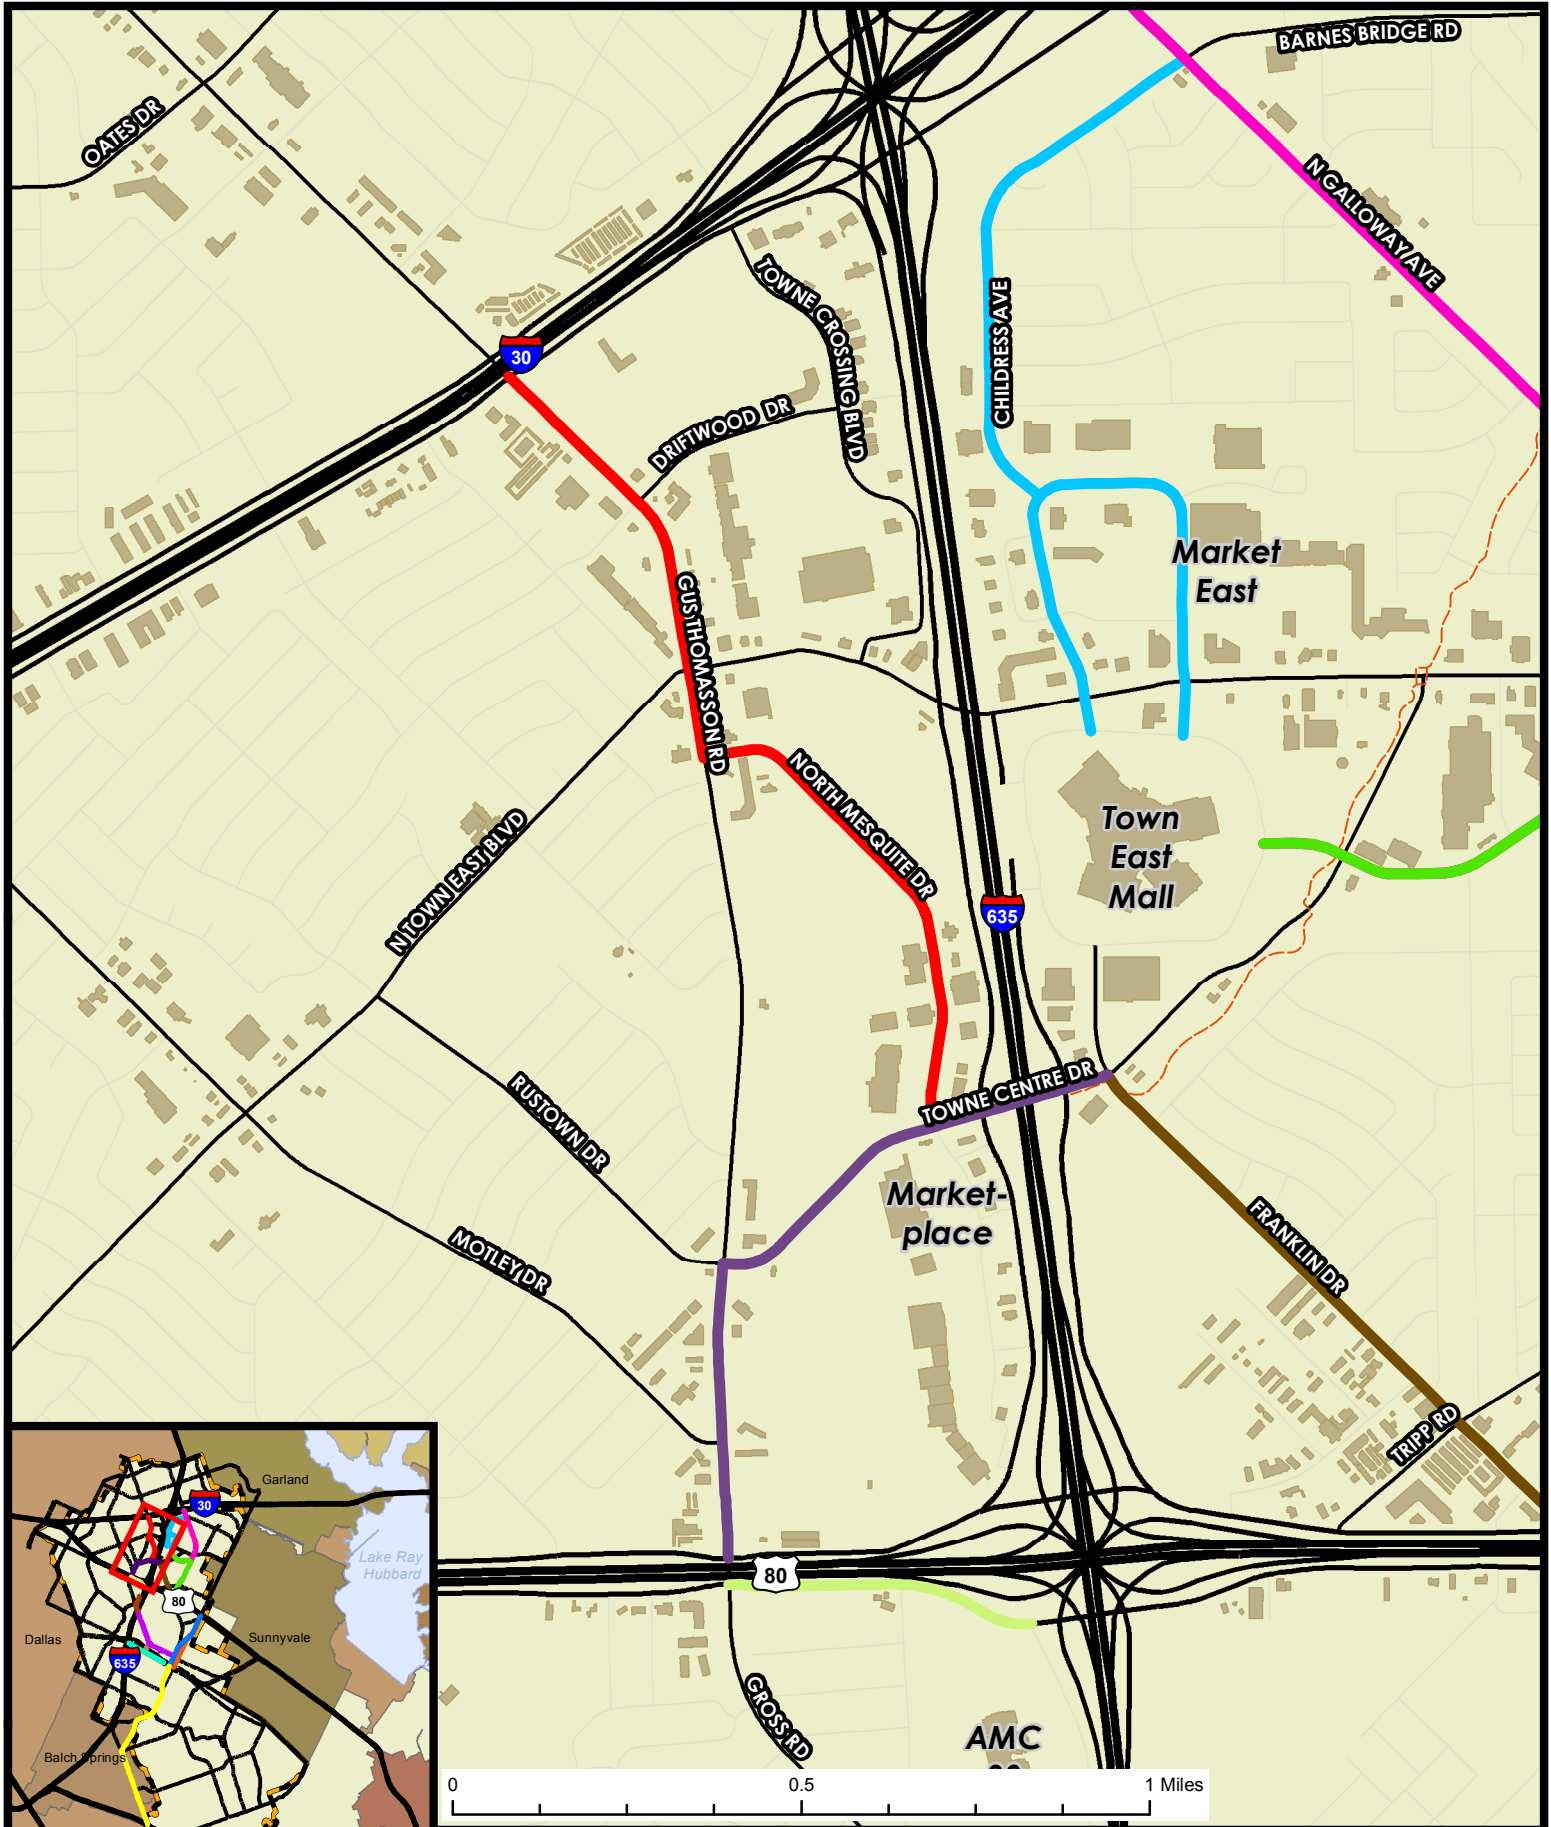 BARNES BRIDGE RD
OATES DR
N GALLOWAY AVE
TOWNE CROSSING BLVD
CHILDRESS AVE
30
DRIFTWOOD DR
Market
East
GUS THOMASSON RD
NORTH MESQUITE DR
Town
East
Mall
N TOWN EAST BLVD
635
TOWNE CENTRE DR
RUSTOWN DR
Market-
place
FRANKLIN DR
MOTLEY DR
TRIPP RD
80
GROSS RD
AMC
Garland
30
Lake Ray
Hubbard
80
Dallas
Sunnyvale
635
Balch Springs
0
0.5
1 Miles